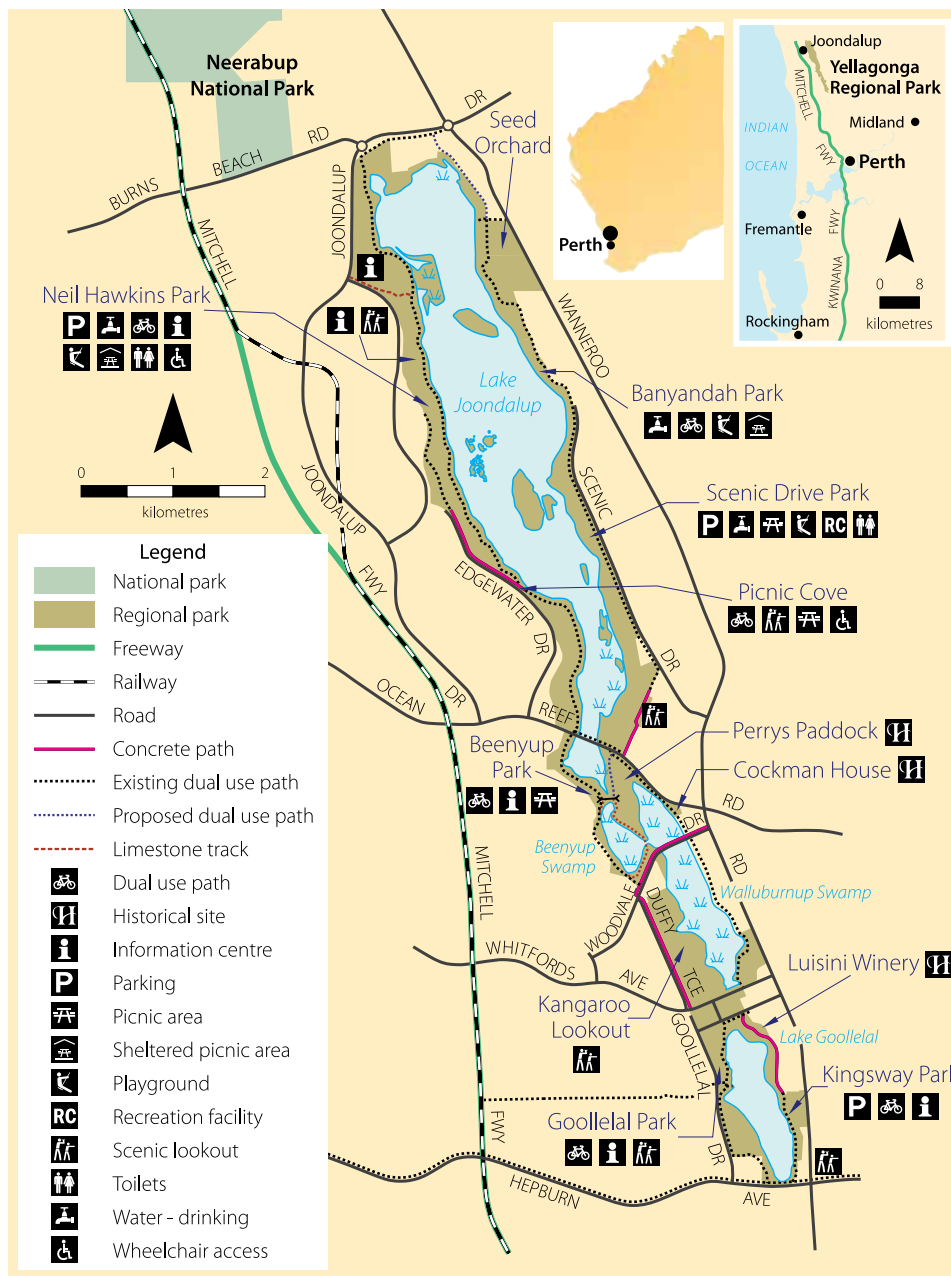 Neerabup
National Park
DR
Seed
Orchard
BURNS
BEACH
RD
JOONDALUP
MITCHELL
Neil Hawkins Park
P
i
i
i
0
1
2
kilometres
Lake
Joondalup
WANNEROO
Banyandah Park
SCENIC
DR
Scenic Drive Park
P
RC
Picnic Cove
JOONDALUP
DR
FWY
EDGEWATER
DR
OCEAN
REEF
RD
Perrys Paddock
H
Cockman House
H
Beenyup
Park
i
Beenyup
Swamp
DR
RD
Walluburnup Swamp
WOODVALE
DUFFY
TCE
MITCHELL
FWY
WHITFORDS
AVE
Kangaroo
Lookout
Luisini Winery
H
Lake Goollelal
GOOLLELAL
DR
Kingsway Park
P
i
Goollelal Park
i
HEPBURN
AVE
Perth
Joondalup
Yellagonga
Regional Park
MITCHELL
FWY
Midland
INDIAN
OCEAN
Perth
Fremantle
KWINANA
FWY
Rockingham
0
8
kilometres
Legend
National park
Regional park
Freeway
Railway
Road
Concrete path
Existing dual use path
Proposed dual use path
Limestone track
Dual use path
H Historical site
i Information centre
P Parking
Picnic area
Sheltered picnic area
Playground
RC Recreation facility
Scenic lookout
Toilets
Water - drinking
Wheelchair access